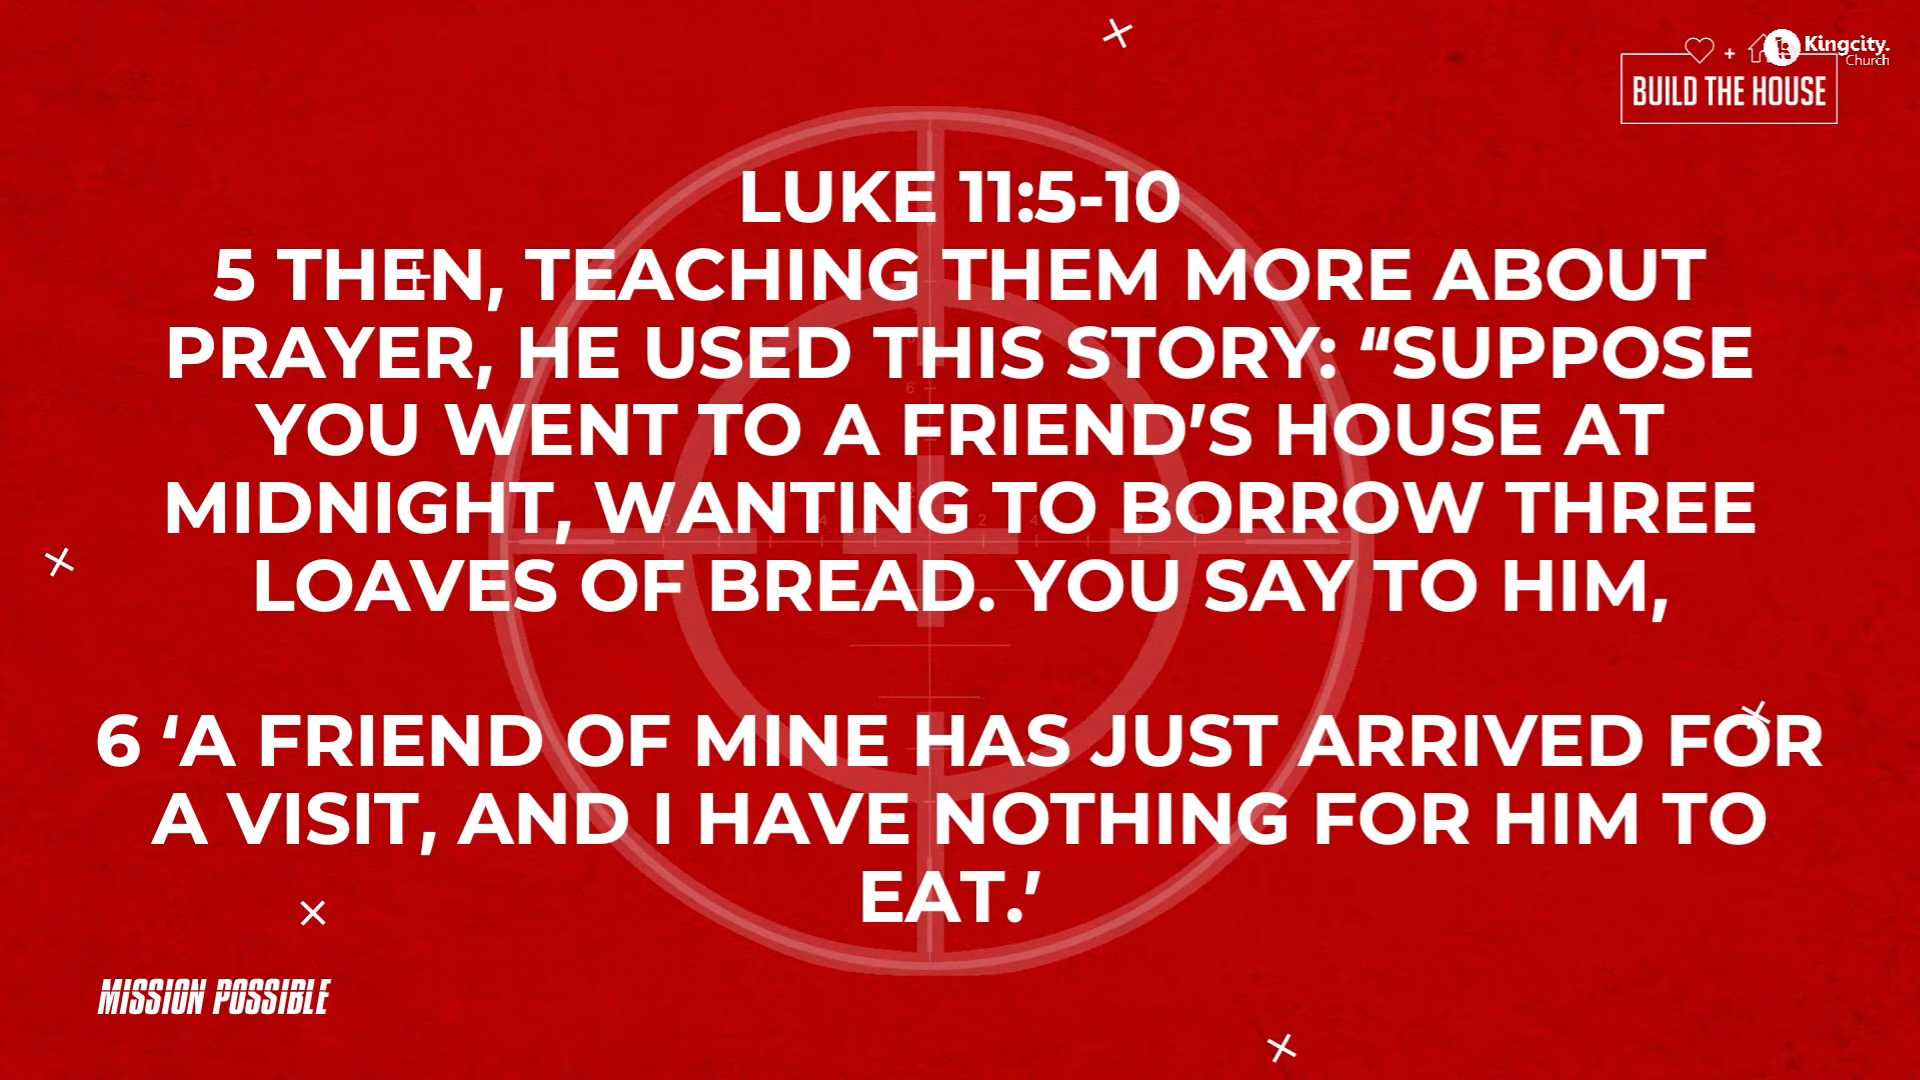 Kingcity.
Church
BUILD THE HOUSE
LUKE 11:5-10
5 THEN, TEACHING THEM MORE ABOUT
PRAYER, HE USED THIS STORY: “SUPPOSE
YOU WENT TO A FRIEND’S HOUSE AT
MIDNIGHT, WANTING TO BORROW THREE
LOAVES OF BREAD. YOU SAY TO HIM,
6 ‘A FRIEND OF MINE HAS JUST ARRIVED FOR
A VISIT, AND I HAVE NOTHING FOR HIM TO
EAT.’
MISSION POSSIBLE